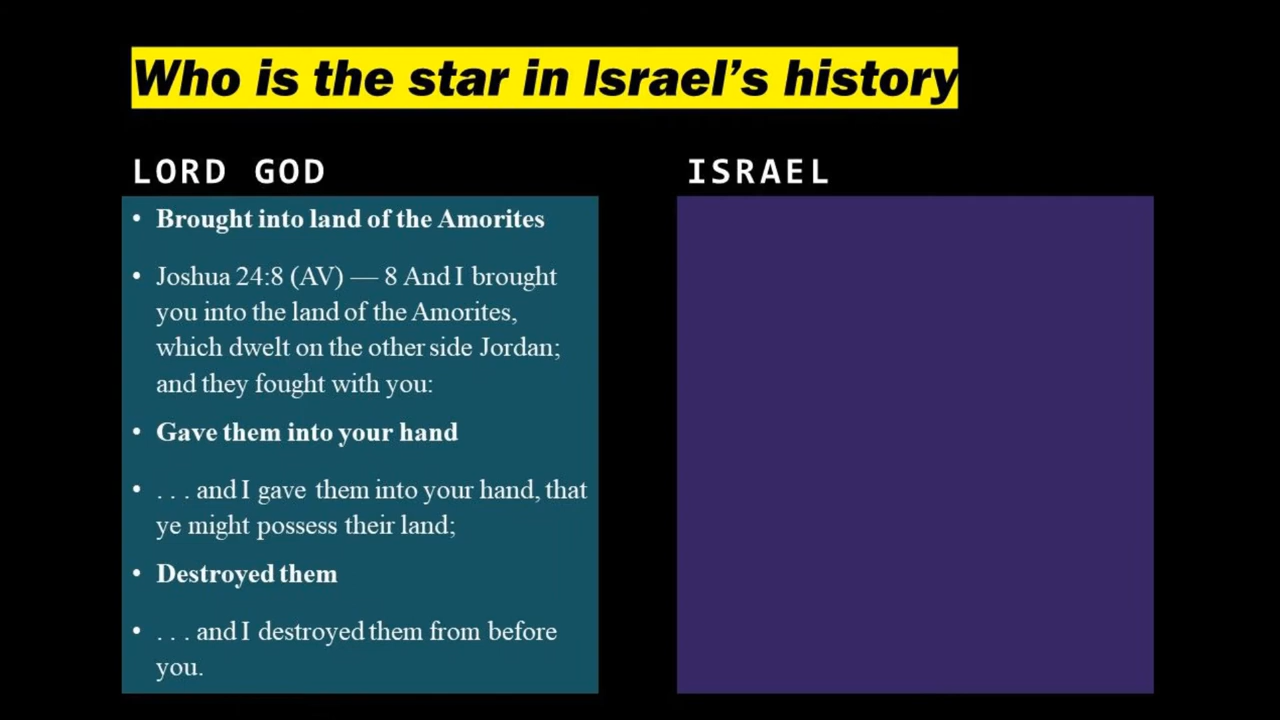 Who is the star in Israel’s history
LORD GOD
• Brought into land of the Amorites
• Joshua 24:8 (AV) — 8 And I brought
you into the land of the Amorites,
which dwelt on the other side Jordan;
and they fought with you:
• Gave them into your hand
• . . . and I gave them into your hand, that
ye might possess their land;
• Destroyed them
• . . . and I destroyed them from before
you.
ISRAEL